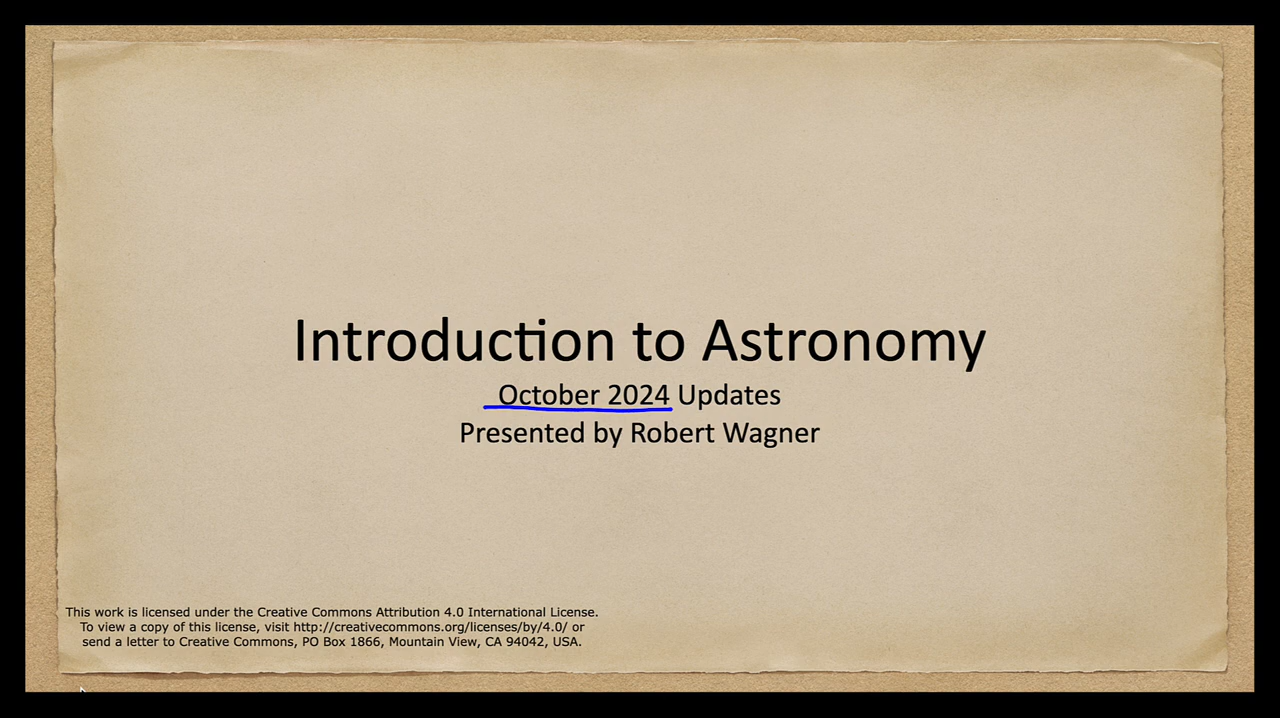 Introduction to Astronomy
October 2024 Updates
Presented by Robert Wagner
This work is licensed under the Creative Commons Attribution 4.0 International License.
To view a copy of this license, visit http://creativecommons.org/licenses/by/4.0/ or
send a letter to Creative Commons, PO Box 1866, Mountain View, CA 94042, USA.